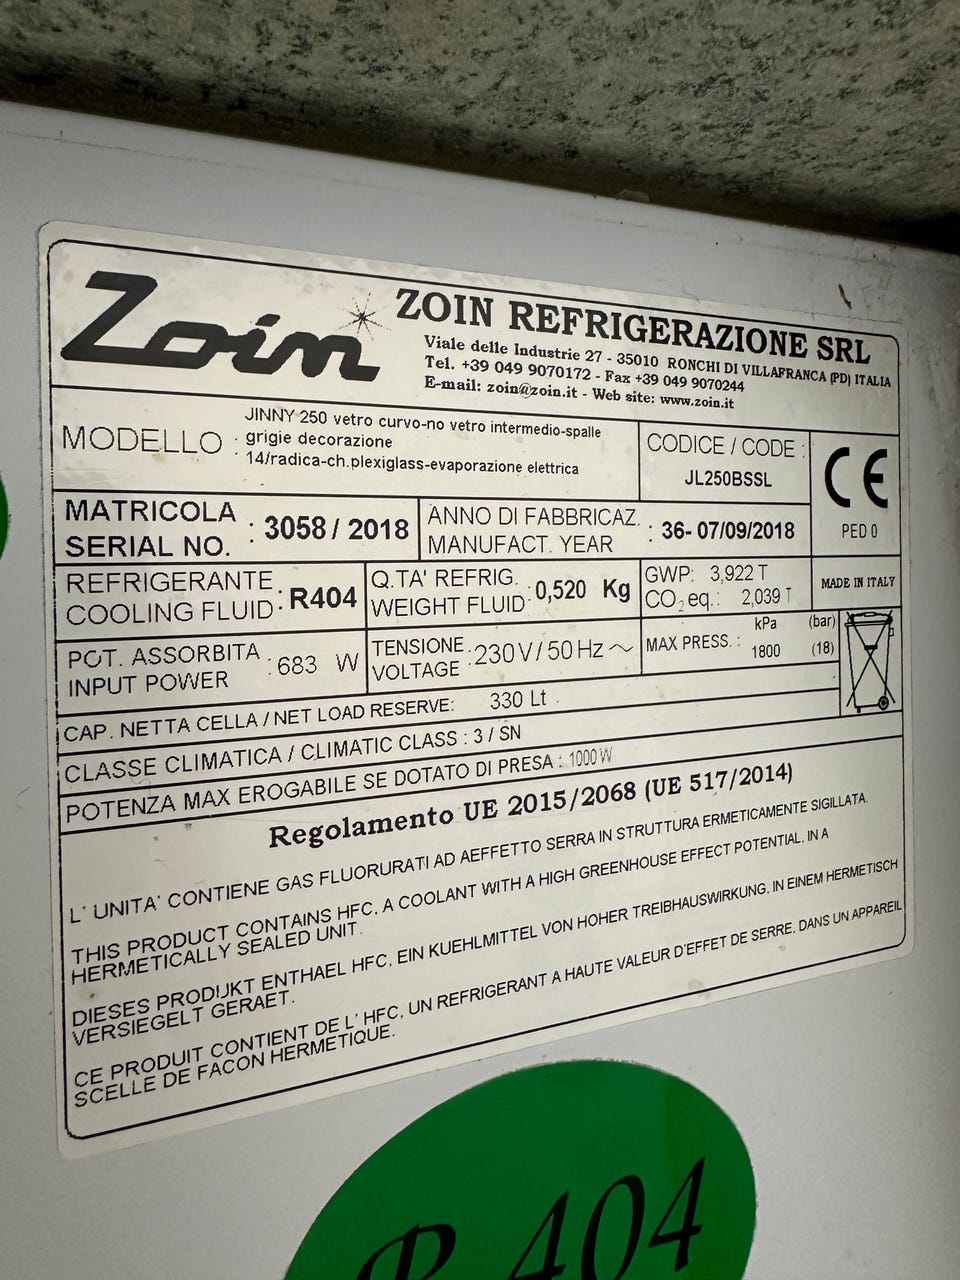 Zoin
ZOIN REFRIGERAZIONE SRL
Viale delle Industrie 27 - 35010 RONCHI DI VILLAFRANCA (PD) ITALIA
Tel. +39 049 9070172 - Fax +39 049 9070244
E-mail: zoin@zoin.it - Web site: www.zoin.it
MODELLO : JINNY 250 vetro curvo-no vetro intermedio-spalle
grigie decorazione
14/radica-ch.plexiglass-evaporazione elettrica
CODICE / CODE :
JL250BSSL
CE
PED 0
MATRICOLA
SERIAL NO. : 3058 / 2018
ANNO DI FABBRICAZ.
MANUFACT. YEAR : 36- 07/09/2018
REFRIGERANTE
COOLING FLUID : R404
Q.TA' REFRIG.
WEIGHT FLUID : 0,520 Kg
GWP: 3,922 T
CO2 eq.: 2,039 T
MADE IN ITALY
POT. ASSORBITA
INPUT POWER : 683 W
TENSIONE
VOLTAGE : 230V / 50 Hz ~
MAX PRESS. : kPa (bar)
1800 (18)
CAP. NETTA CELLA / NET LOAD RESERVE: 330 Lt
CLASSE CLIMATICA / CLIMATIC CLASS : 3 / SN
POTENZA MAX EROGABILE SE DOTATO DI PRESA : 1000 W
Regolamento UE 2015/2068 (UE 517/2014)
L' UNITA' CONTIENE GAS FLUORURATI AD AEFFETTO SERRA IN STRUTTURA ERMETICAMENTE SIGILLATA.
THIS PRODUCT CONTAINS HFC, A COOLANT WITH A HIGH GREENHOUSE EFFECT POTENTIAL, IN A
HERMETICALLY SEALED UNIT.
DIESES PRODUKT ENTHAEL HFC, EIN KUEHLMITTEL VON HOHER TREIBHAUSWIRKUNG, IN EINEM HERMETISCH
VERSIEGELT GERAET.
CE PRODUIT CONTIENT DE L' HFC, UN REFRIGERANT A HAUTE VALEUR D'EFFET DE SERRE, DANS UN APPAREIL
SCELLE DE FACON HERMETIQUE.
R 404